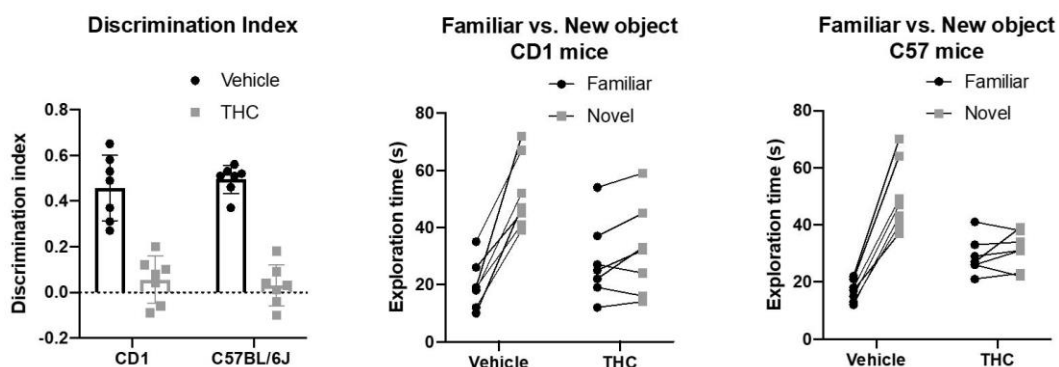 Discrimination Index
Vehicle
THC
0.8
0.6
0.4
0.2
0.0
-0.2
Discrimination index
CD1
C57BL/6J
Familiar vs. New object
CD1 mice
Familiar
Novel
80
60
40
20
0
Exploration time (s)
Vehicle
THC
Familiar vs. New object
C57 mice
Familiar
Novel
80
60
40
20
0
Exploration time (s)
Vehicle
THC